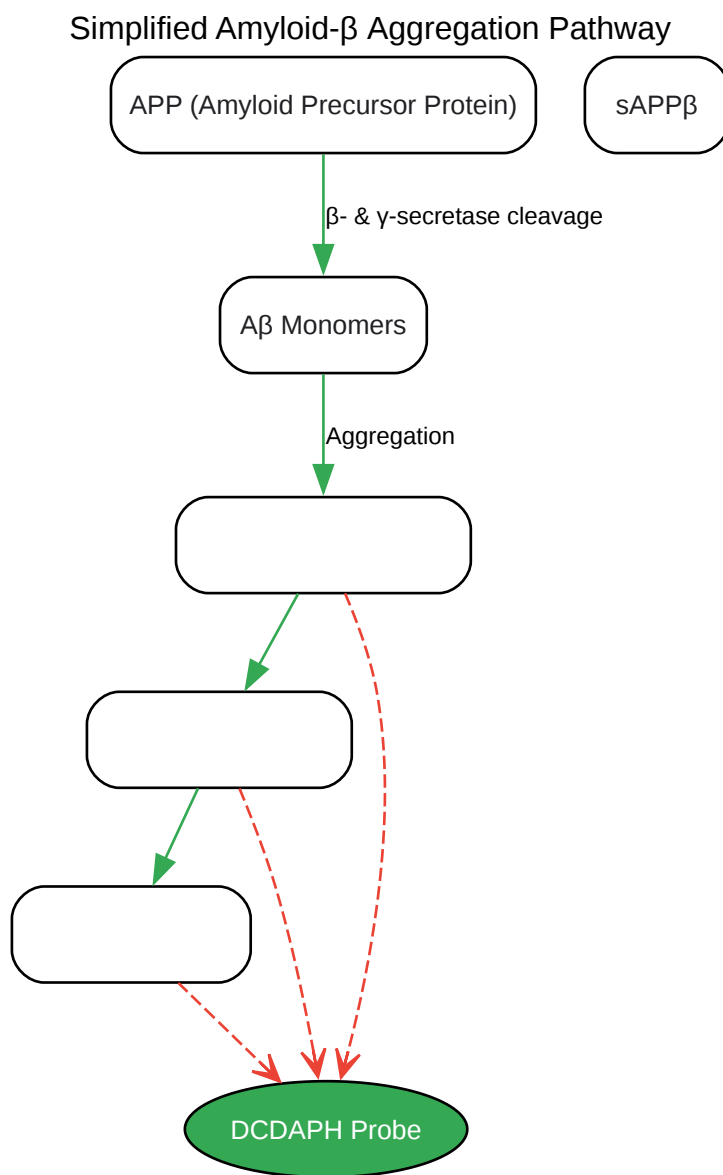 Simplified Amyloid-β Aggregation Pathway
APP (Amyloid Precursor Protein)
sAPPβ
β- & γ-secretase cleavage
Aβ Monomers
Aggregation
DCDAPH Probe